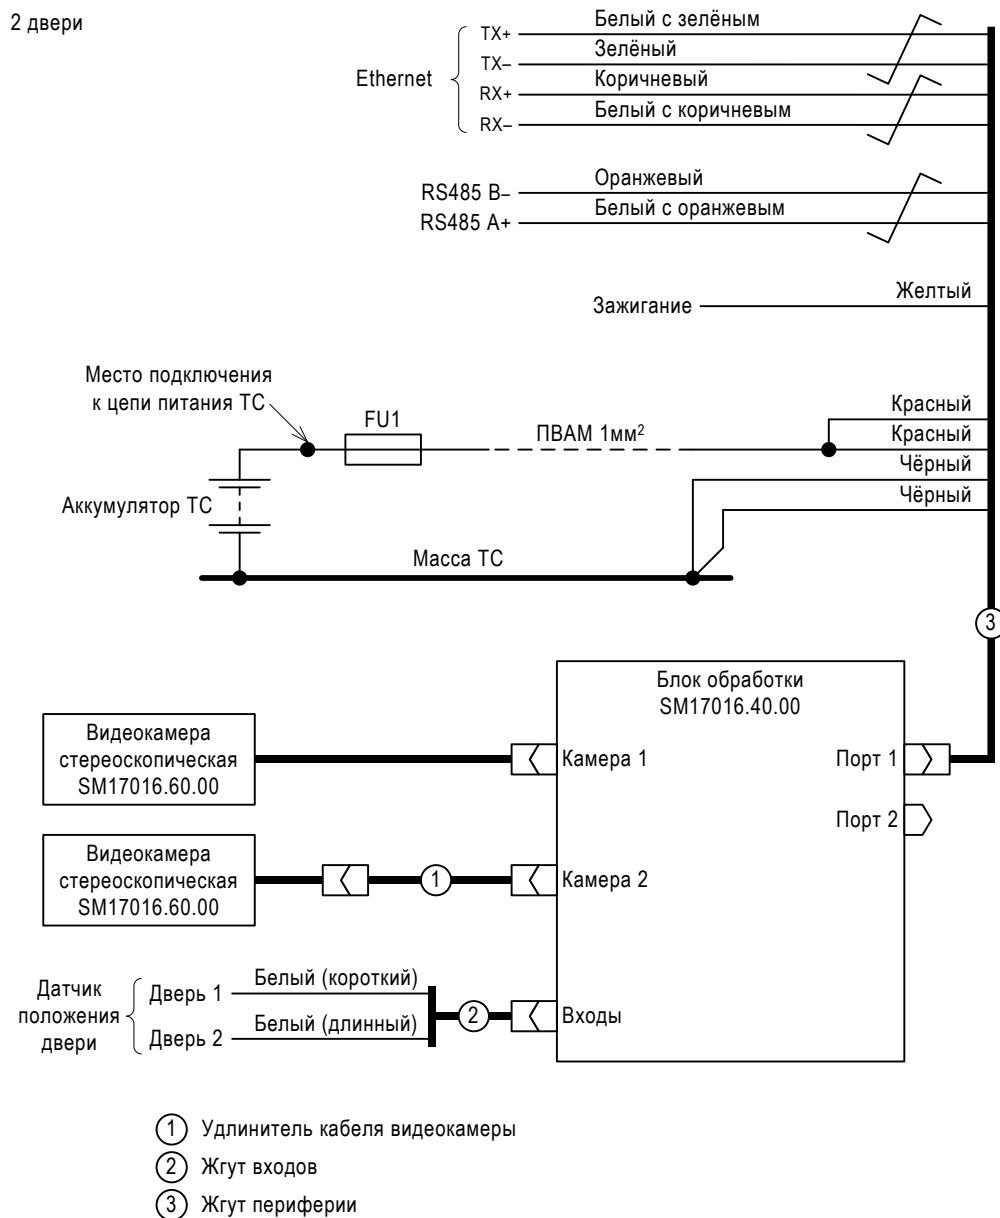 2 двери
Ethernet
TX+
Белый с зелёным
TX–
Зелёный
RX+
Коричневый
RX–
Белый с коричневым
RS485 B–
Оранжевый
RS485 A+
Белый с оранжевым
Зажигание
Желтый
Место подключения
к цепи питания ТС
FU1
ПВАМ 1мм²
Красный
Красный
Чёрный
Чёрный
Аккумулятор ТС
Масса ТС
3
Блок обработки
SM17016.40.00
Видеокамера
стереоскопическая
SM17016.60.00
Камера 1
Порт 1
Порт 2
Видеокамера
стереоскопическая
SM17016.60.00
1
Камера 2
Датчик
положения
двери
Дверь 1
Белый (короткий)
Дверь 2
Белый (длинный)
2
Входы
1 Удлинитель кабеля видеокамеры
2 Жгут входов
3 Жгут периферии